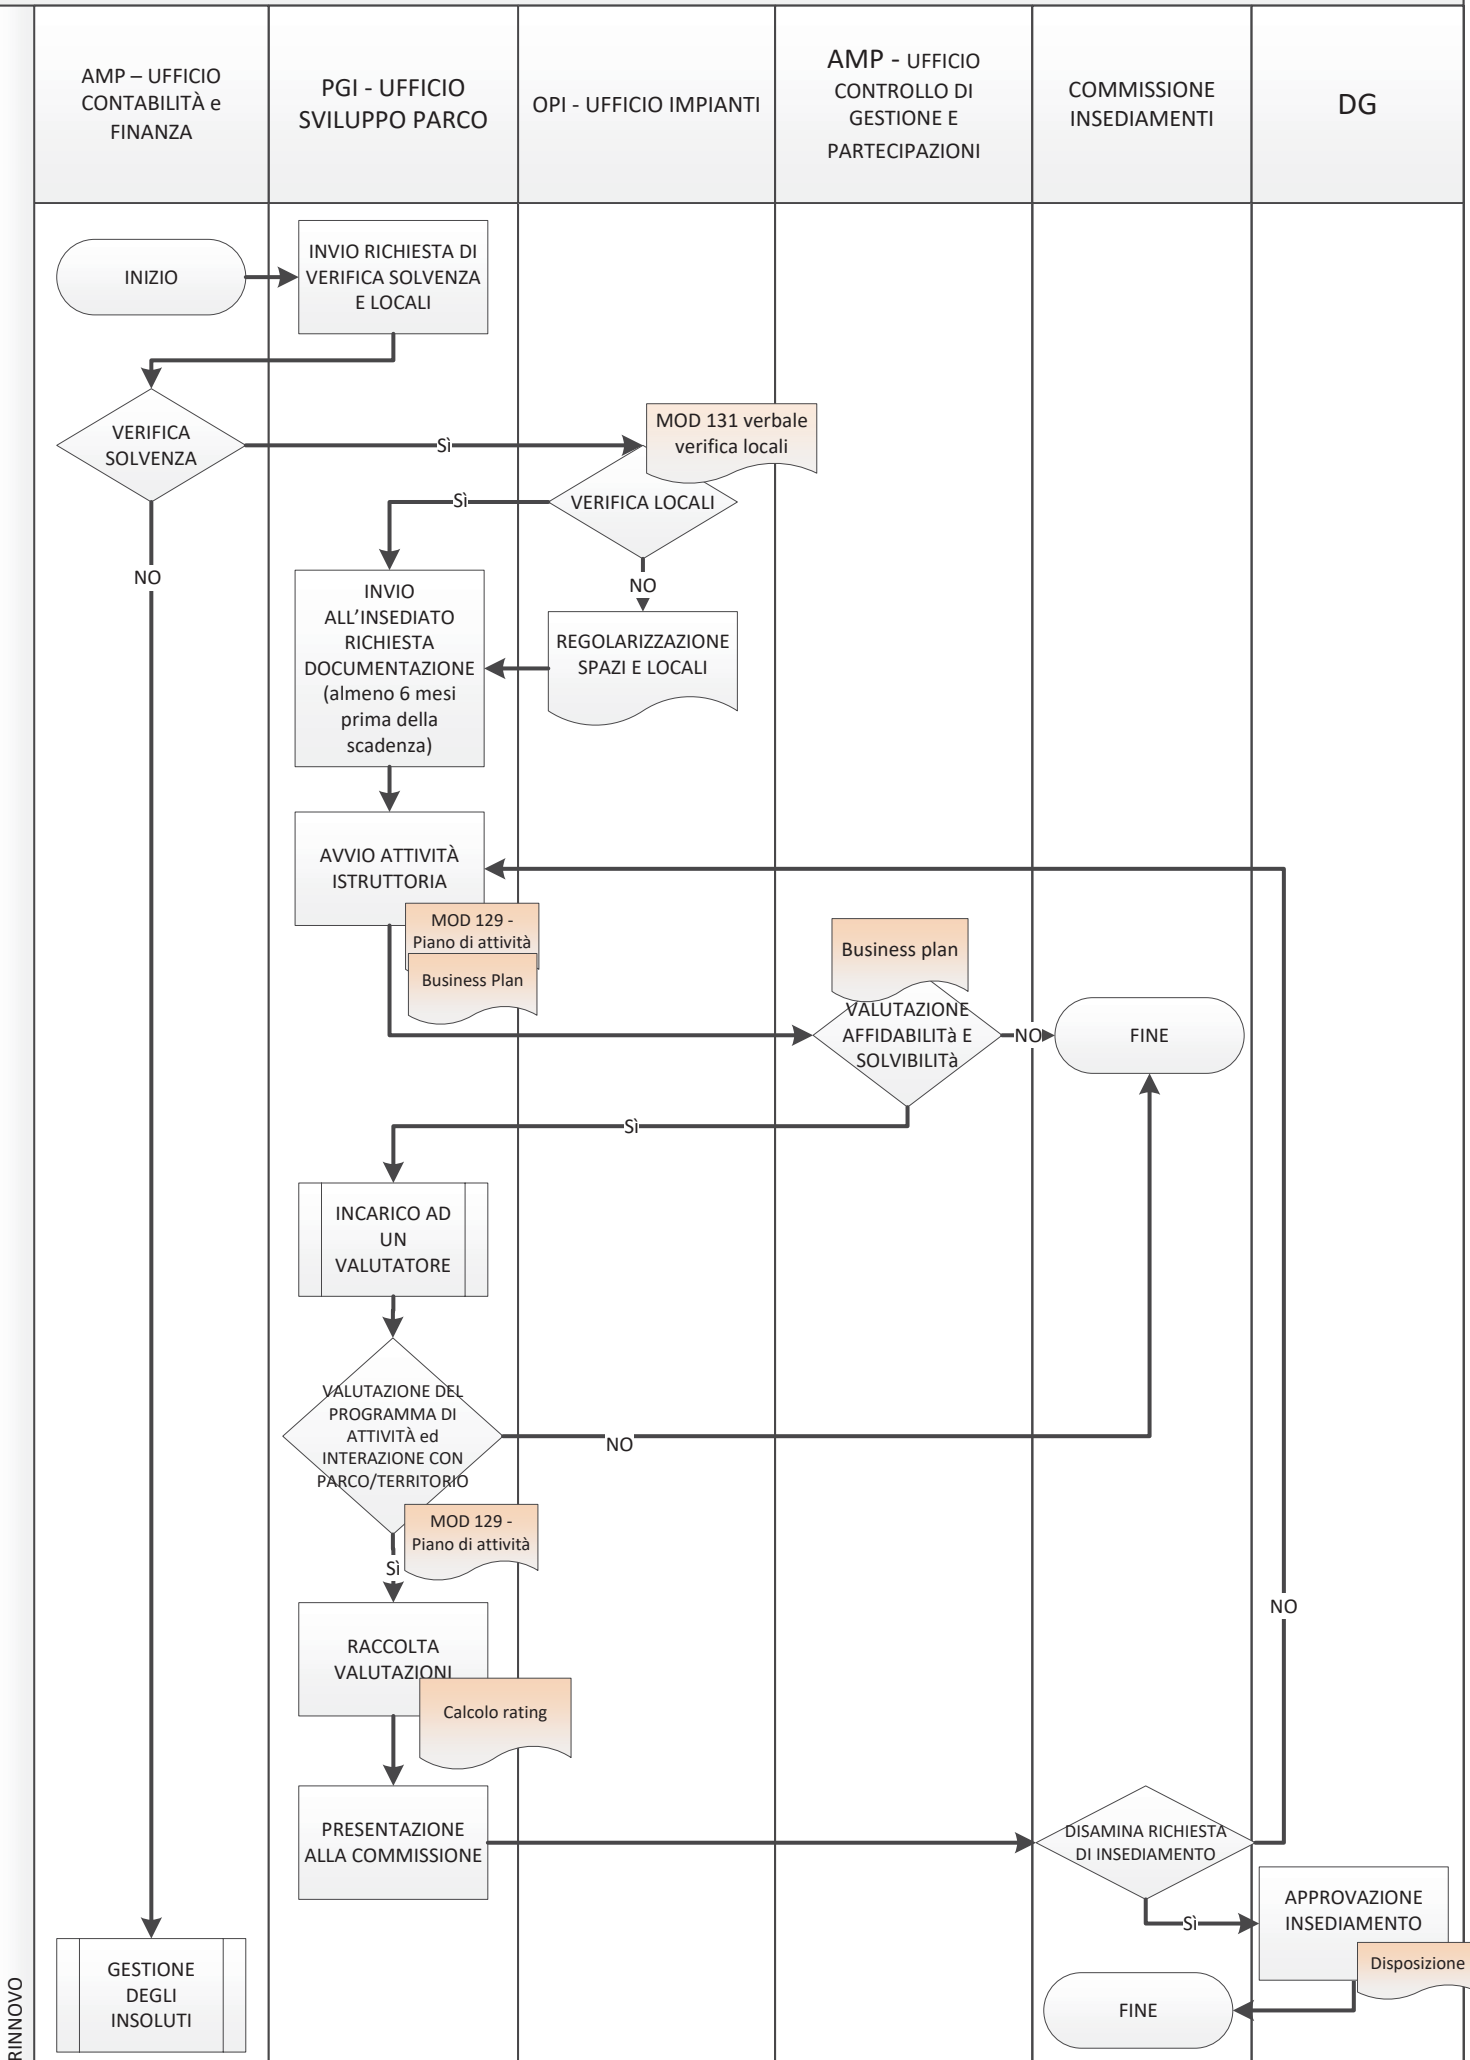 AMP – UFFICIO
CONTABILITÀ e
FINANZA
PGI - UFFICIO
SVILUPPO PARCO
OPI - UFFICIO IMPIANTI
AMP - UFFICIO
CONTROLLO DI
GESTIONE E
PARTECIPAZIONI
COMMISSIONE
INSEDIAMENTI
DG
INIZIO
INVIO RICHIESTA DI
VERIFICA SOLVENZA
E LOCALI
VERIFICA
SOLVENZA
Sì
MOD 131 verbale
verifica locali
VERIFICA LOCALI
Sì
NO
NO
INVIO
ALL'INSEDIATO
RICHIESTA
DOCUMENTAZIONE
(almeno 6 mesi
prima della
scadenza)
REGOLARIZZAZIONE
SPAZI E LOCALI
AVVIO ATTIVITÀ
ISTRUTTORIA
MOD 129 -
Piano di attività
Business Plan
Business plan
VALUTAZIONE
AFFIDABILITà E
SOLVIBILITà
NO
FINE
Sì
INCARICO AD
UN
VALUTATORE
VALUTAZIONE DEL
PROGRAMMA DI
ATTIVITÀ ed
INTERAZIONE CON
PARCO/TERRITORIO
NO
MOD 129 -
Piano di attività
Sì
NO
RACCOLTA
VALUTAZIONI
Calcolo rating
PRESENTAZIONE
ALLA COMMISSIONE
DISAMINA RICHIESTA
DI INSEDIAMENTO
Sì
APPROVAZIONE
INSEDIAMENTO
Disposizione
GESTIONE
DEGLI
INSOLUTI
FINE
RINNOVO